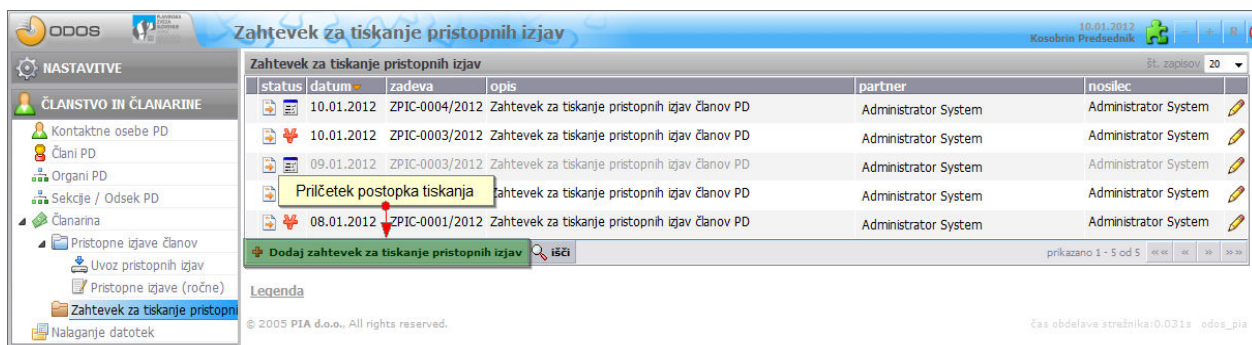 ODOS
PLANINSKA
ZVEZA
SLOVENIJE
Zahtevek za tiskanje pristopnih izjav
10.01.2012
Kosobrin Predsednik
- + R
NASTAVITVE
ČLANSTVO IN ČLANARINE
Kontaktne osebe PD
Člani PD
Organi PD
Sekcije / Odsek PD
Članarina
Pristopne izjave članov
Uvoz pristopnih izjav
Pristopne izjave (ročne)
Zahtevek za tiskanje pristopni
Nalaganje datotek
Zahtevek za tiskanje pristopnih izjav
št. zapisov 20
status datum zadeva opis partner nosilec
10.01.2012 ZPIC-0004/2012 Zahtevek za tiskanje pristopnih izjav članov PD Administrator System Administrator System
10.01.2012 ZPIC-0003/2012 Zahtevek za tiskanje pristopnih izjav članov PD Administrator System Administrator System
09.01.2012 ZPIC-0003/2012 Zahtevek za tiskanje pristopnih izjav članov PD Administrator System Administrator System
Prilčetek postopka tiskanja
Zahtevek za tiskanje pristopnih izjav članov PD Administrator System Administrator System
08.01.2012 ZPIC-0001/2012 Zahtevek za tiskanje pristopnih izjav članov PD Administrator System Administrator System
Dodaj zahtevek za tiskanje pristopnih izjav išči
prikazano 1 - 5 od 5 «« « » »»
Legenda
© 2005 PIA d.o.o., All rights reserved.
čas obdelave strežnika:0.031s odos_pia